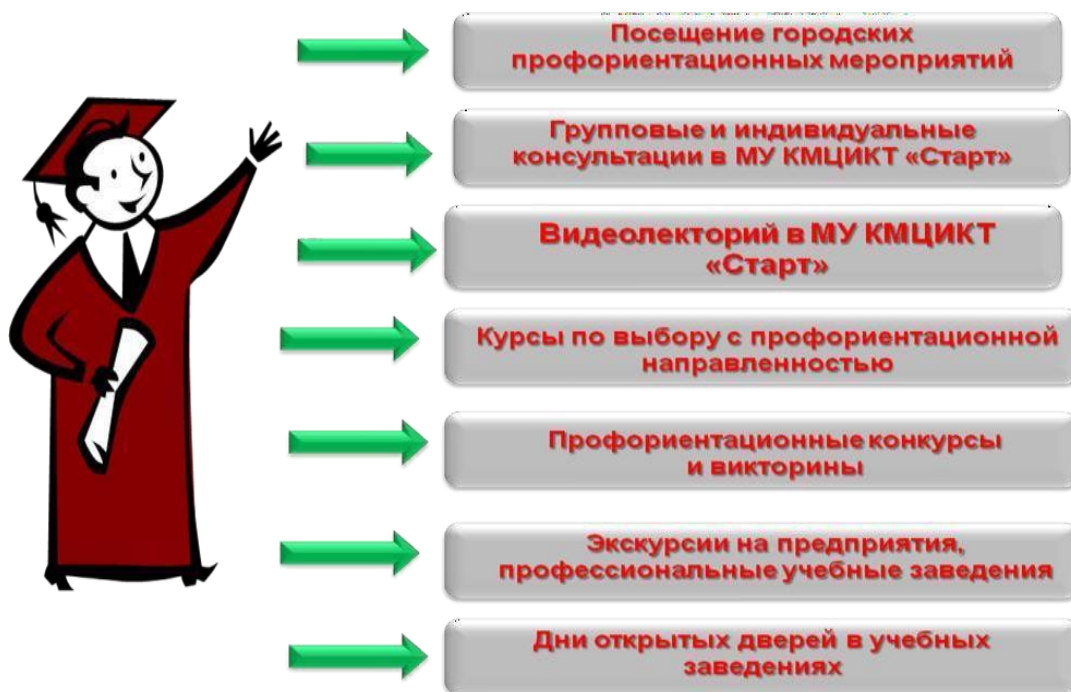 Посещение городских
профориентационных мероприятий
Групповые и индивидуальные
консультации в МУ КМЦИКТ «Старт»
Видеолекторий в МУ КМЦИКТ
«Старт»
Курсы по выбору с профориентационной
направленностью
Профориентационные конкурсы
и викторины
Экскурсии на предприятия,
профессиональные учебные заведения
Дни открытых дверей в учебных
заведениях